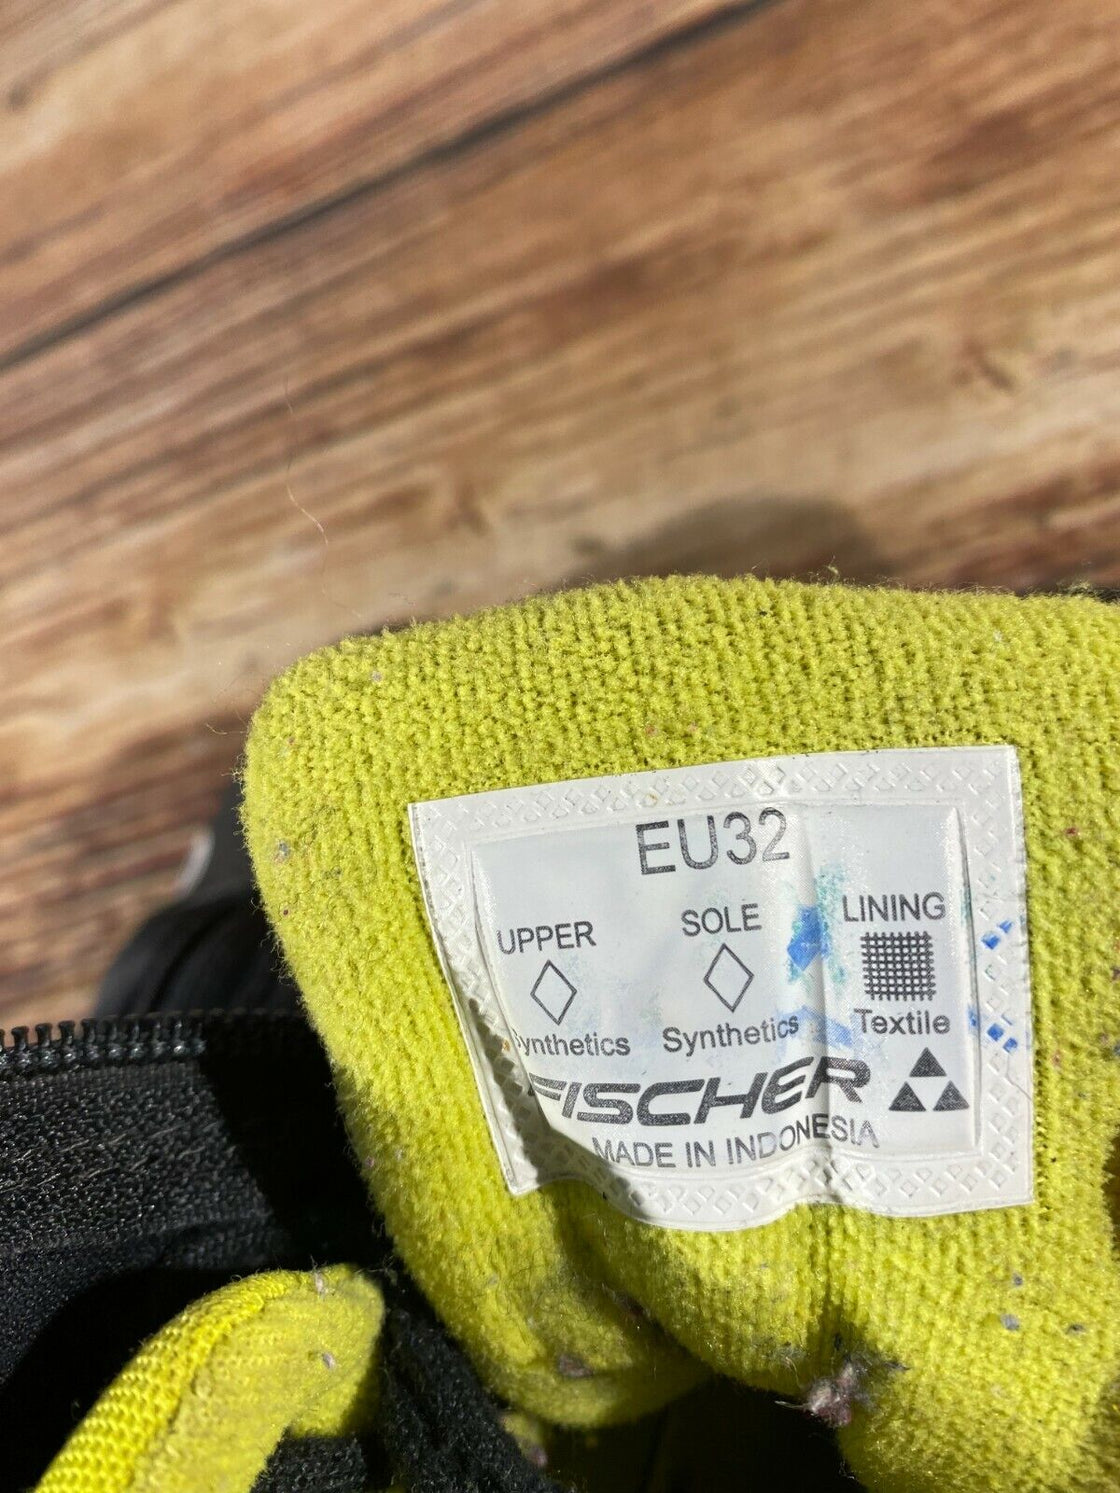 EU32
UPPER SOLE LINING
Synthetics Synthetics Textile
FISCHER
MADE IN INDONESIA